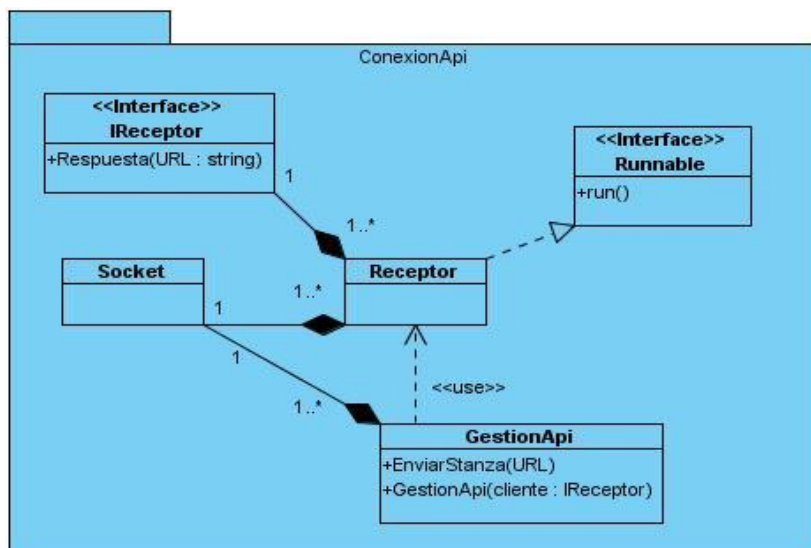 ConexionApi
<<Interface>>
IReceptor
+Respuesta(URL : string)
<<Interface>>
Runnable
+run()
1
1..*
Socket
Receptor
1..*
1
1
<<use>>
1..*
GestionApi
+EnviarStanza(URL)
+GestionApi(cliente : IReceptor)